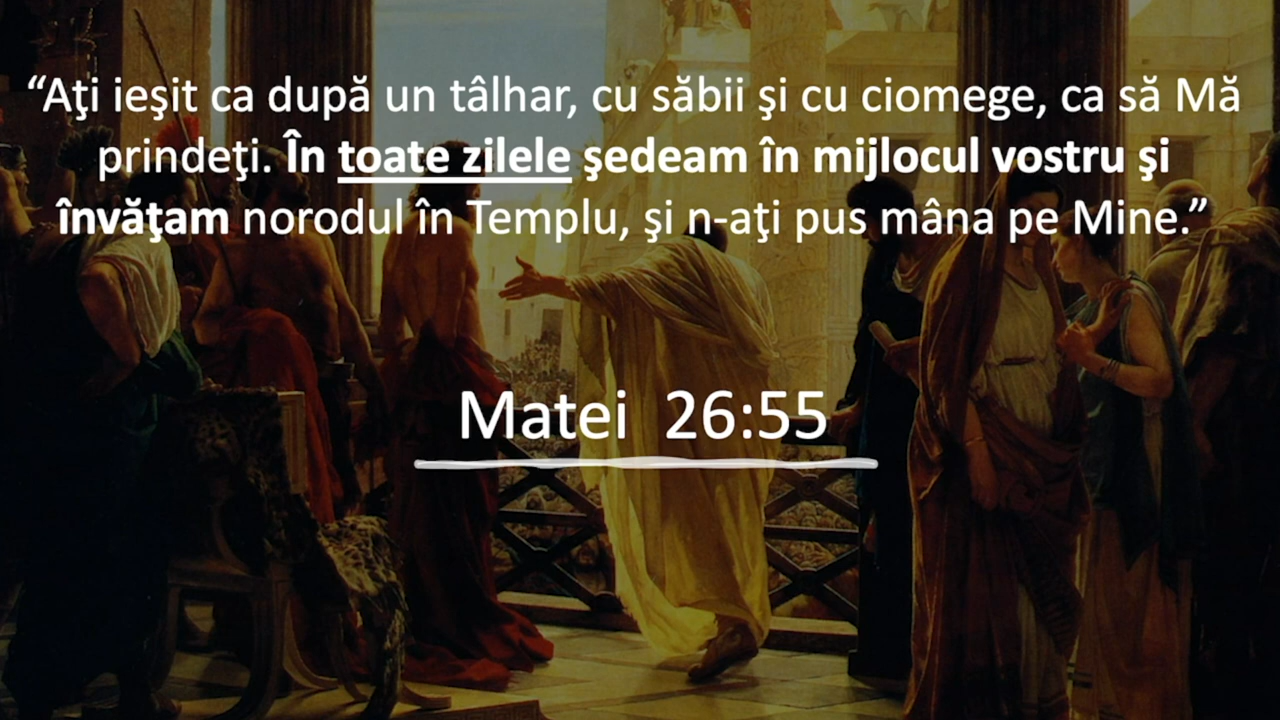 “Aţi ieşit ca după un tâlhar, cu săbii şi cu ciomege, ca să Mă
prindeţi. În toate zilele şedeam în mijlocul vostru şi
învăţam norodul în Templu, şi n-aţi pus mâna pe Mine.”
Matei 26:55